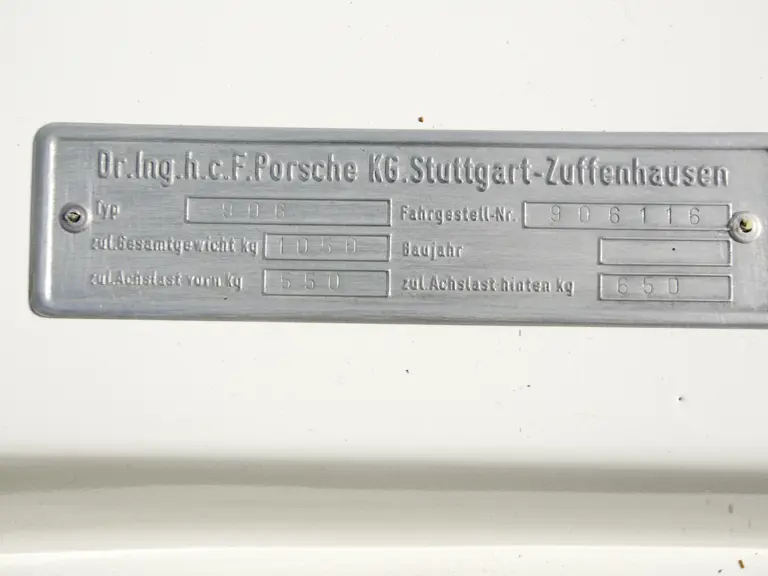 Dr.Ing.h.c.F.Porsche KG.Stuttgart-Zuffenhausen
Typ 906 Fahrgestell-Nr. 906116
zul.Gesamtgewicht kg 1050 Baujahr
zul.Achslast vorn kg 550 zul.Achslast hinten kg 650